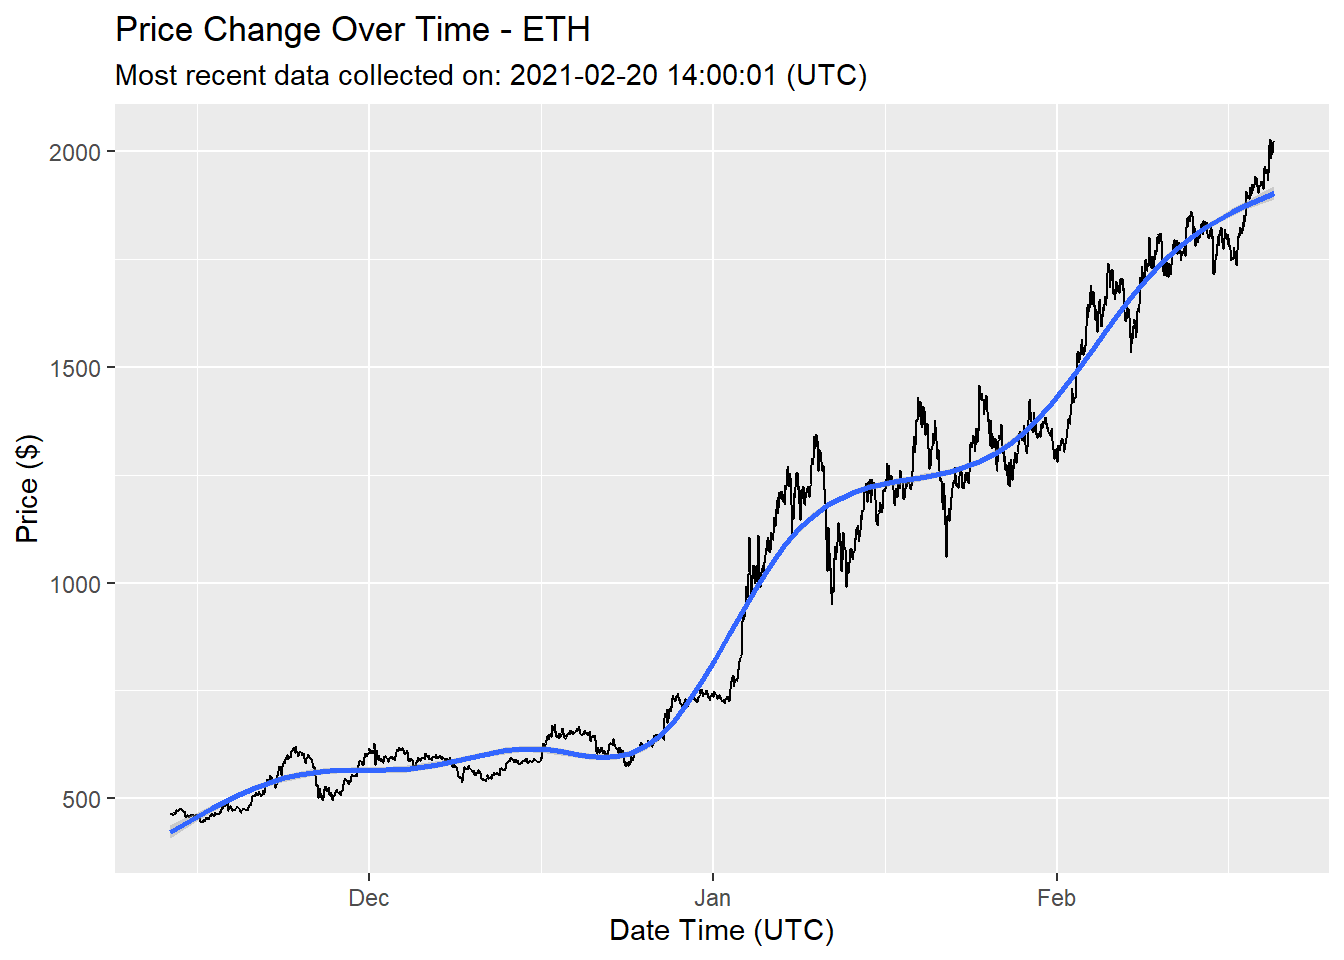 Price Change Over Time - ETH
Most recent data collected on: 2021-02-20 14:00:01 (UTC)
2000
1500
1000
500
Price ($)
Dec
Jan
Feb
Date Time (UTC)